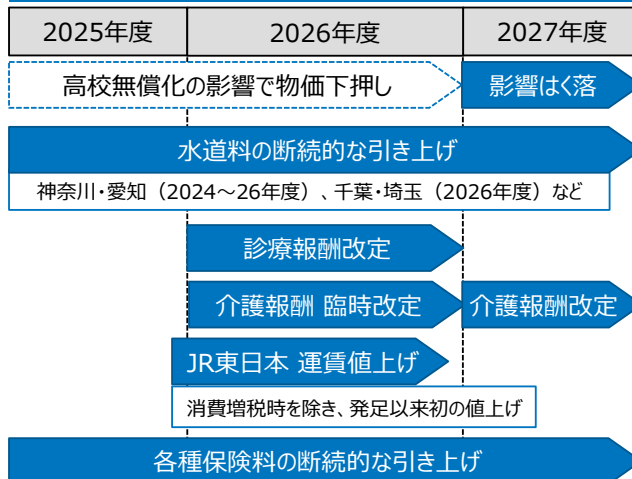 2025年度 2026年度 2027年度
高校無償化の影響で物価下押し 影響はく落
水道料の断続的な引き上げ
神奈川・愛知（2024～26年度）、千葉・埼玉（2026年度）など
診療報酬改定
介護報酬 臨時改定 介護報酬改定
JR東日本 運賃値上げ
消費増税時を除き、発足以来初の値上げ
各種保険料の断続的な引き上げ